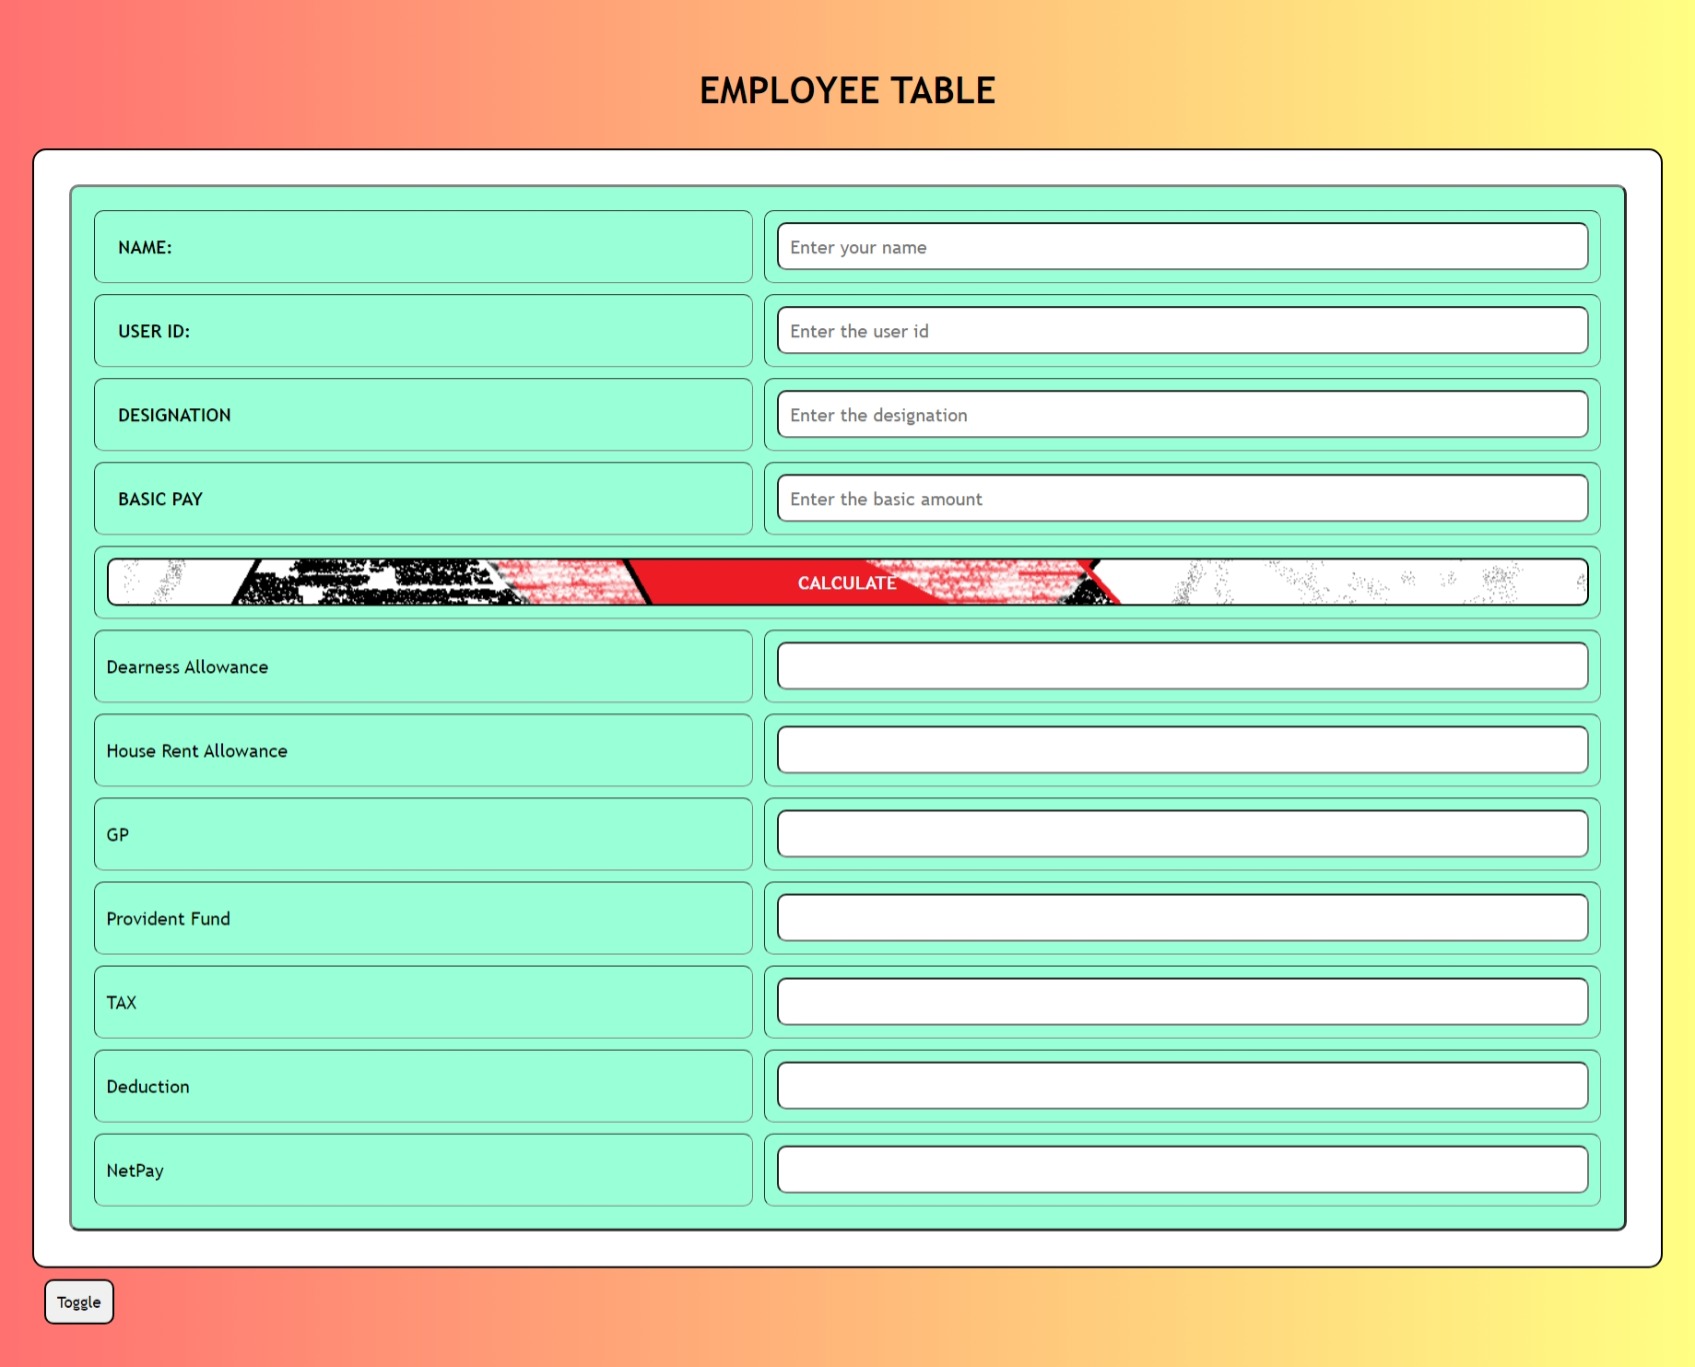 EMPLOYEE TABLE
NAME: Enter your name
USER ID: Enter the user id
DESIGNATION Enter the designation
BASIC PAY Enter the basic amount
CALCULATE
Dearness Allowance
House Rent Allowance
GP
Provident Fund
TAX
Deduction
NetPay
Toggle